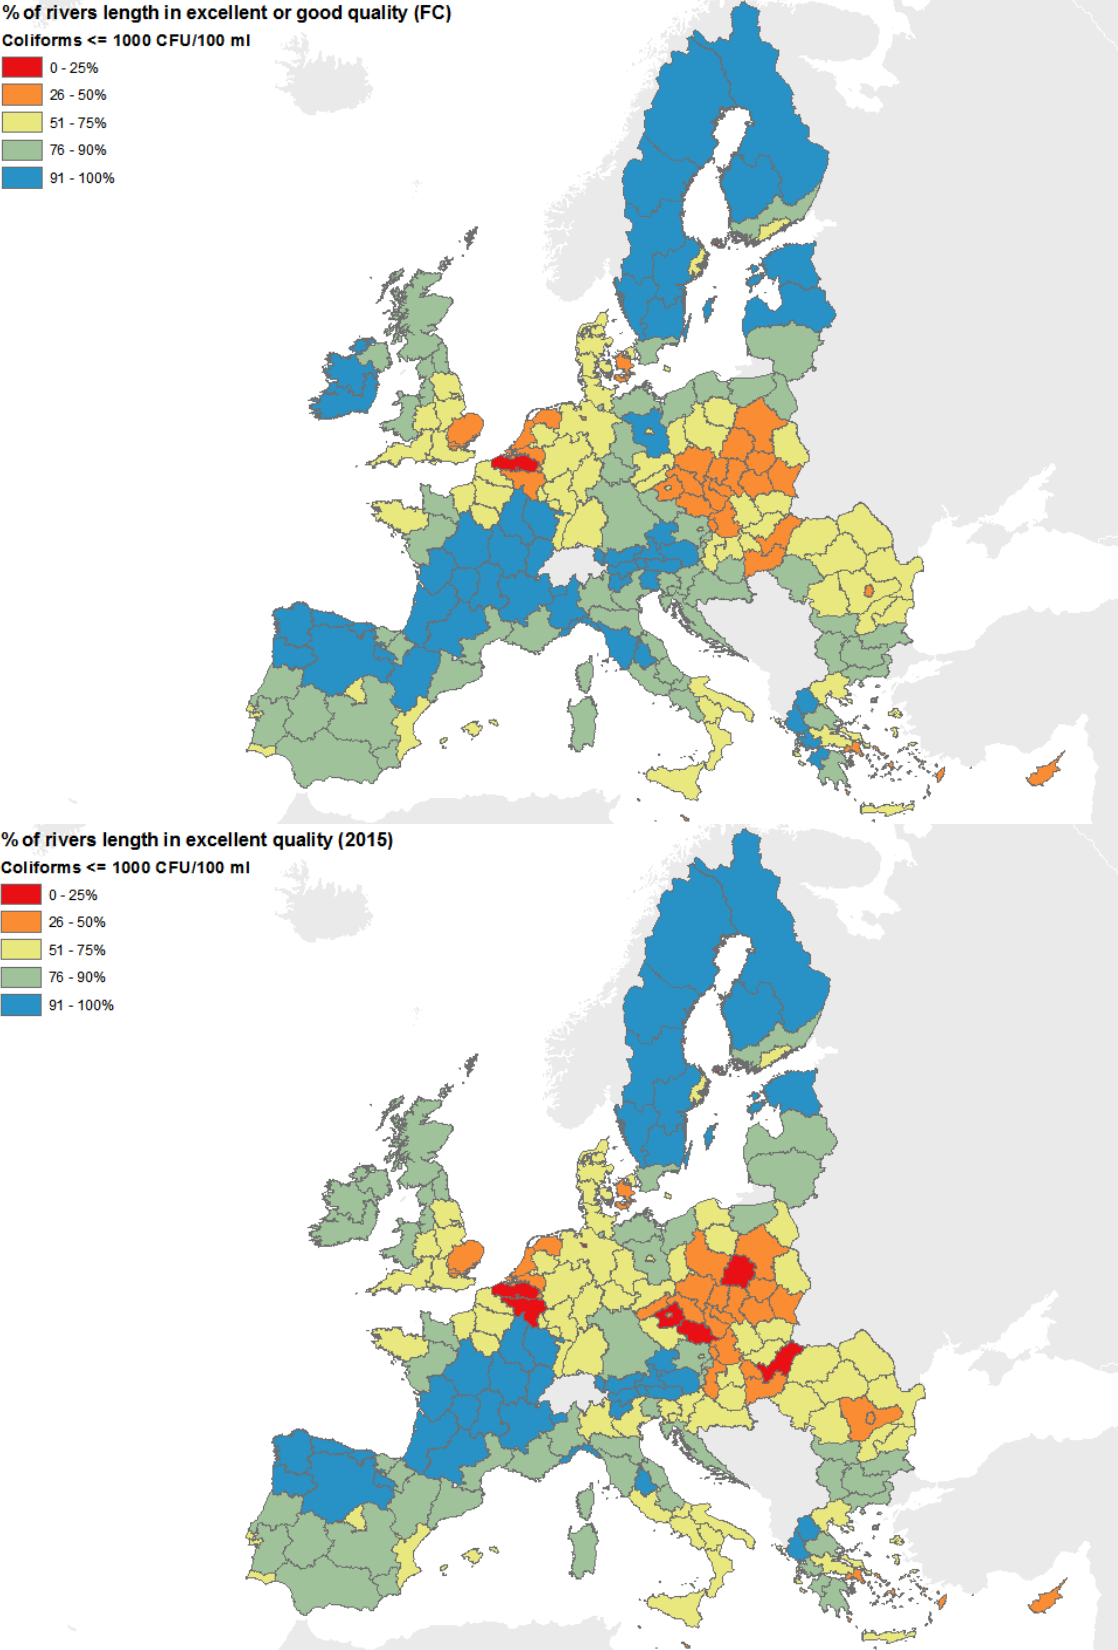 % of rivers length in excellent or good quality (FC)
Coliforms <= 1000 CFU/100 ml
0 - 25%
26 - 50%
51 - 75%
76 - 90%
91 - 100%
% of rivers length in excellent quality (2015)
Coliforms <= 1000 CFU/100 ml
0 - 25%
26 - 50%
51 - 75%
76 - 90%
91 - 100%